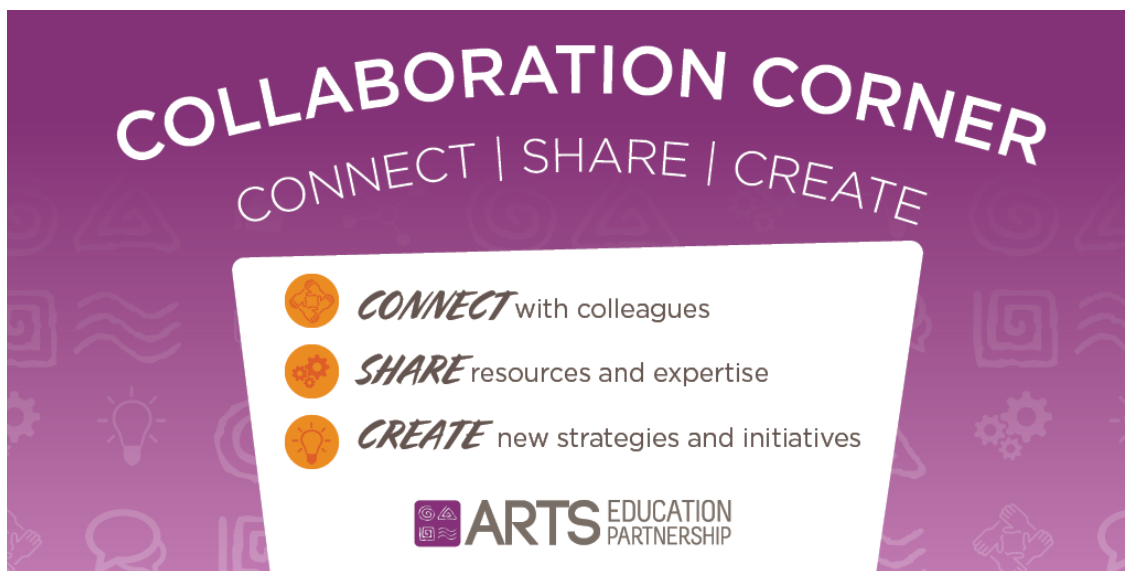 COLLABORATION CORNER
CONNECT | SHARE | CREATE
CONNECT with colleagues
SHARE resources and expertise
CREATE new strategies and initiatives
ARTS EDUCATION
PARTNERSHIP